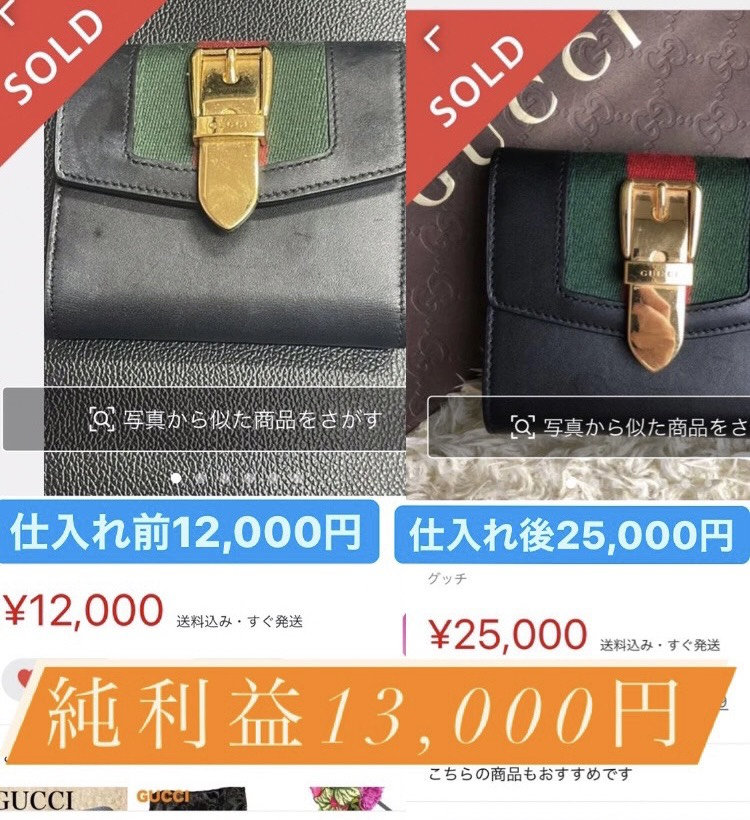 SOLD
GUCCI
写真から似た商品をさがす
仕入れ前12,000円
¥12,000 送料込み・すぐ発送
SOLD
GUCCI
GUCCI
写真から似た商品をさ
仕入れ後25,000円
グッチ
¥25,000 送料込み・すぐ発送
純利益13,000円
こちらの商品もおすすめです
GUCCI
GUCCI